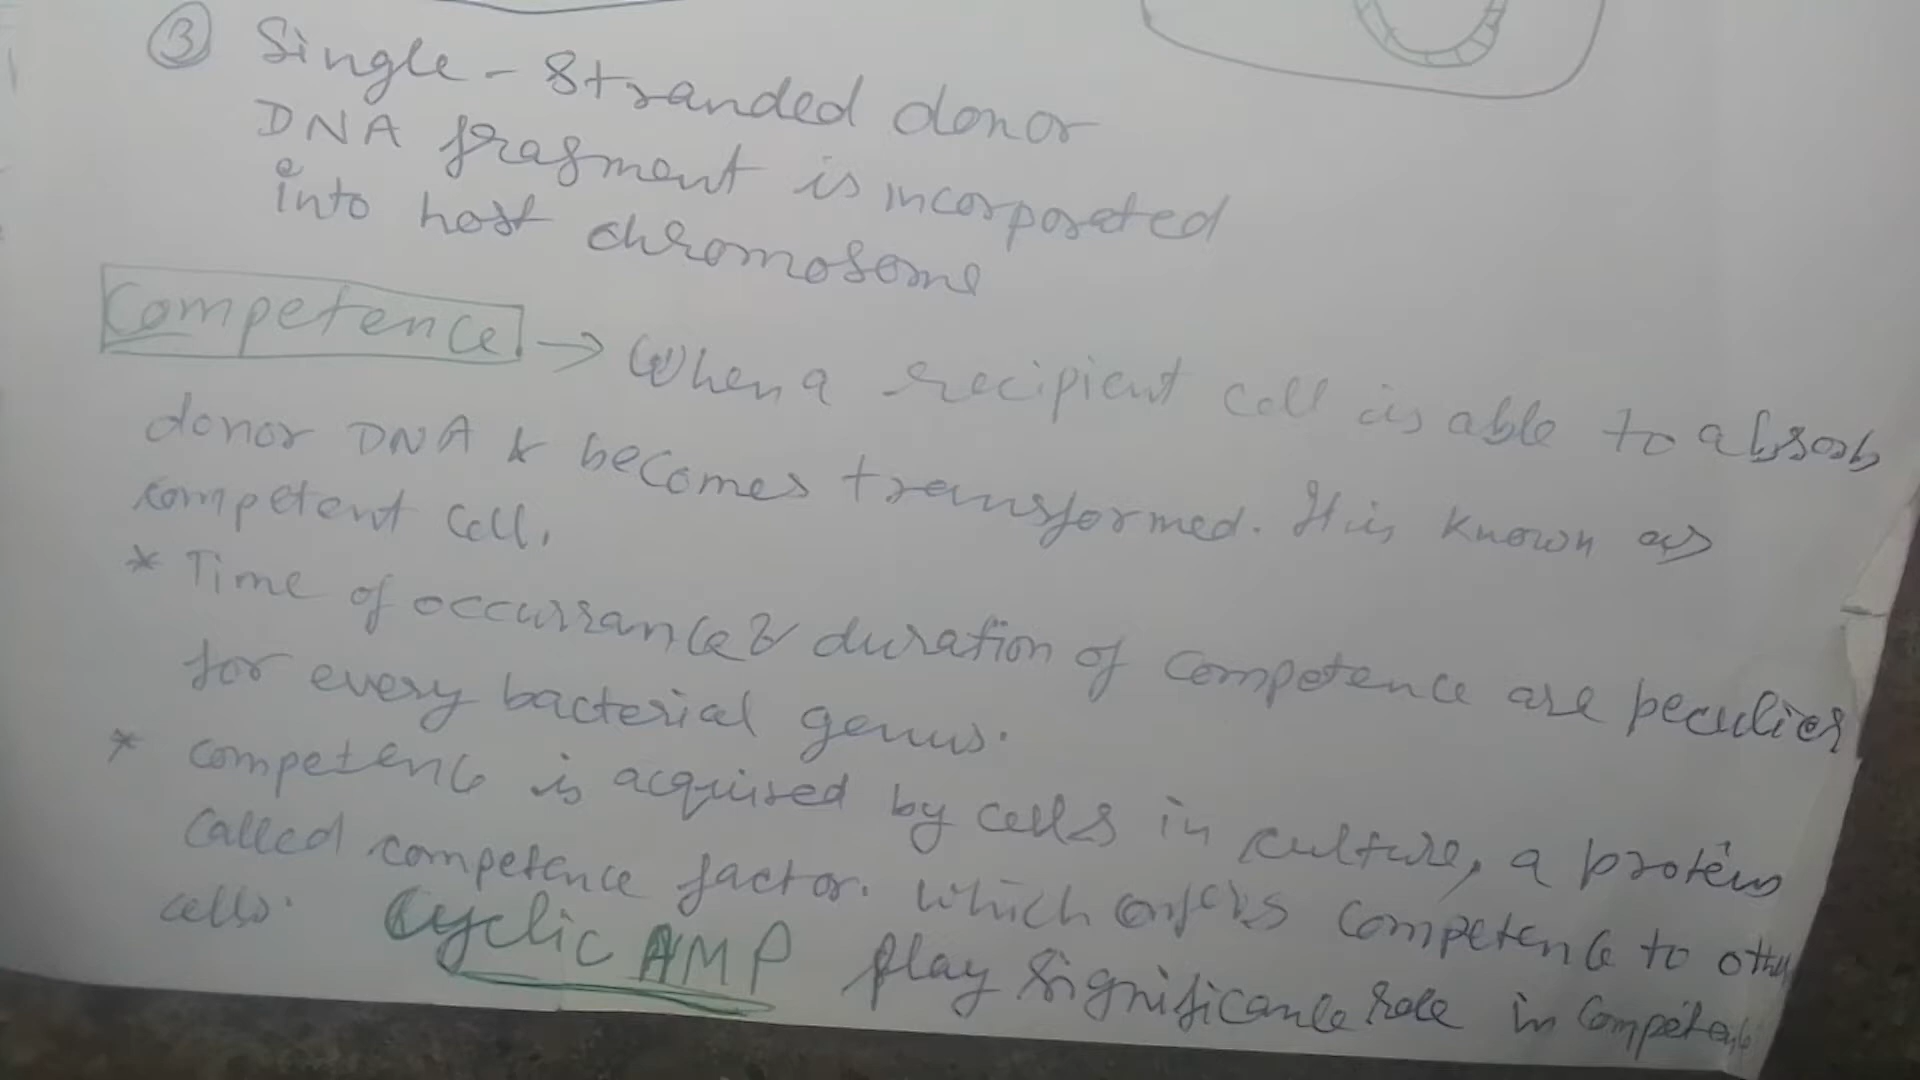 ③ Single-Stranded donor
DNA fragment is incorporated
into host chromosome
Competence → When a recipient cell is able to absorb
donor DNA & becomes transformed. It is known as
competent cell.
* Time of occurrance & duration of competence are peculier
for every bacterial genus.
* competence is acquired by cells in culture, a protein
called competence factor. which confers competence to other
cells. Cyclic AMP play significance role in competence